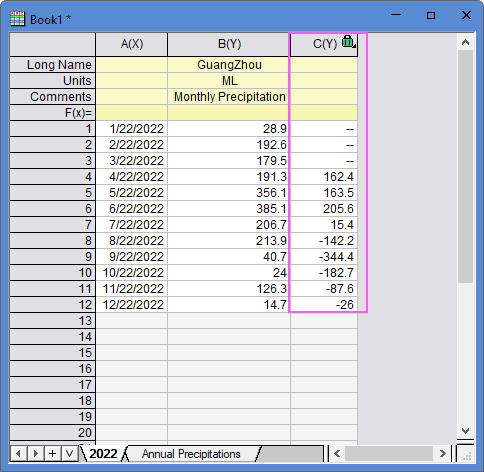 Book1 *
A(X) B(Y) C(Y)
Long Name GuangZhou
Units ML
Comments Monthly Precipitation
F(x)=
1 1/22/2022 28.9 --
2 2/22/2022 192.6 --
3 3/22/2022 179.5 --
4 4/22/2022 191.3 162.4
5 5/22/2022 356.1 163.5
6 6/22/2022 385.1 205.6
7 7/22/2022 206.7 15.4
8 8/22/2022 213.9 -142.2
9 9/22/2022 40.7 -344.4
10 10/22/2022 24 -182.7
11 11/22/2022 126.3 -87.6
12 12/22/2022 14.7 -26
13
14
15
16
17
18
19
20
2022 Annual Precipitations